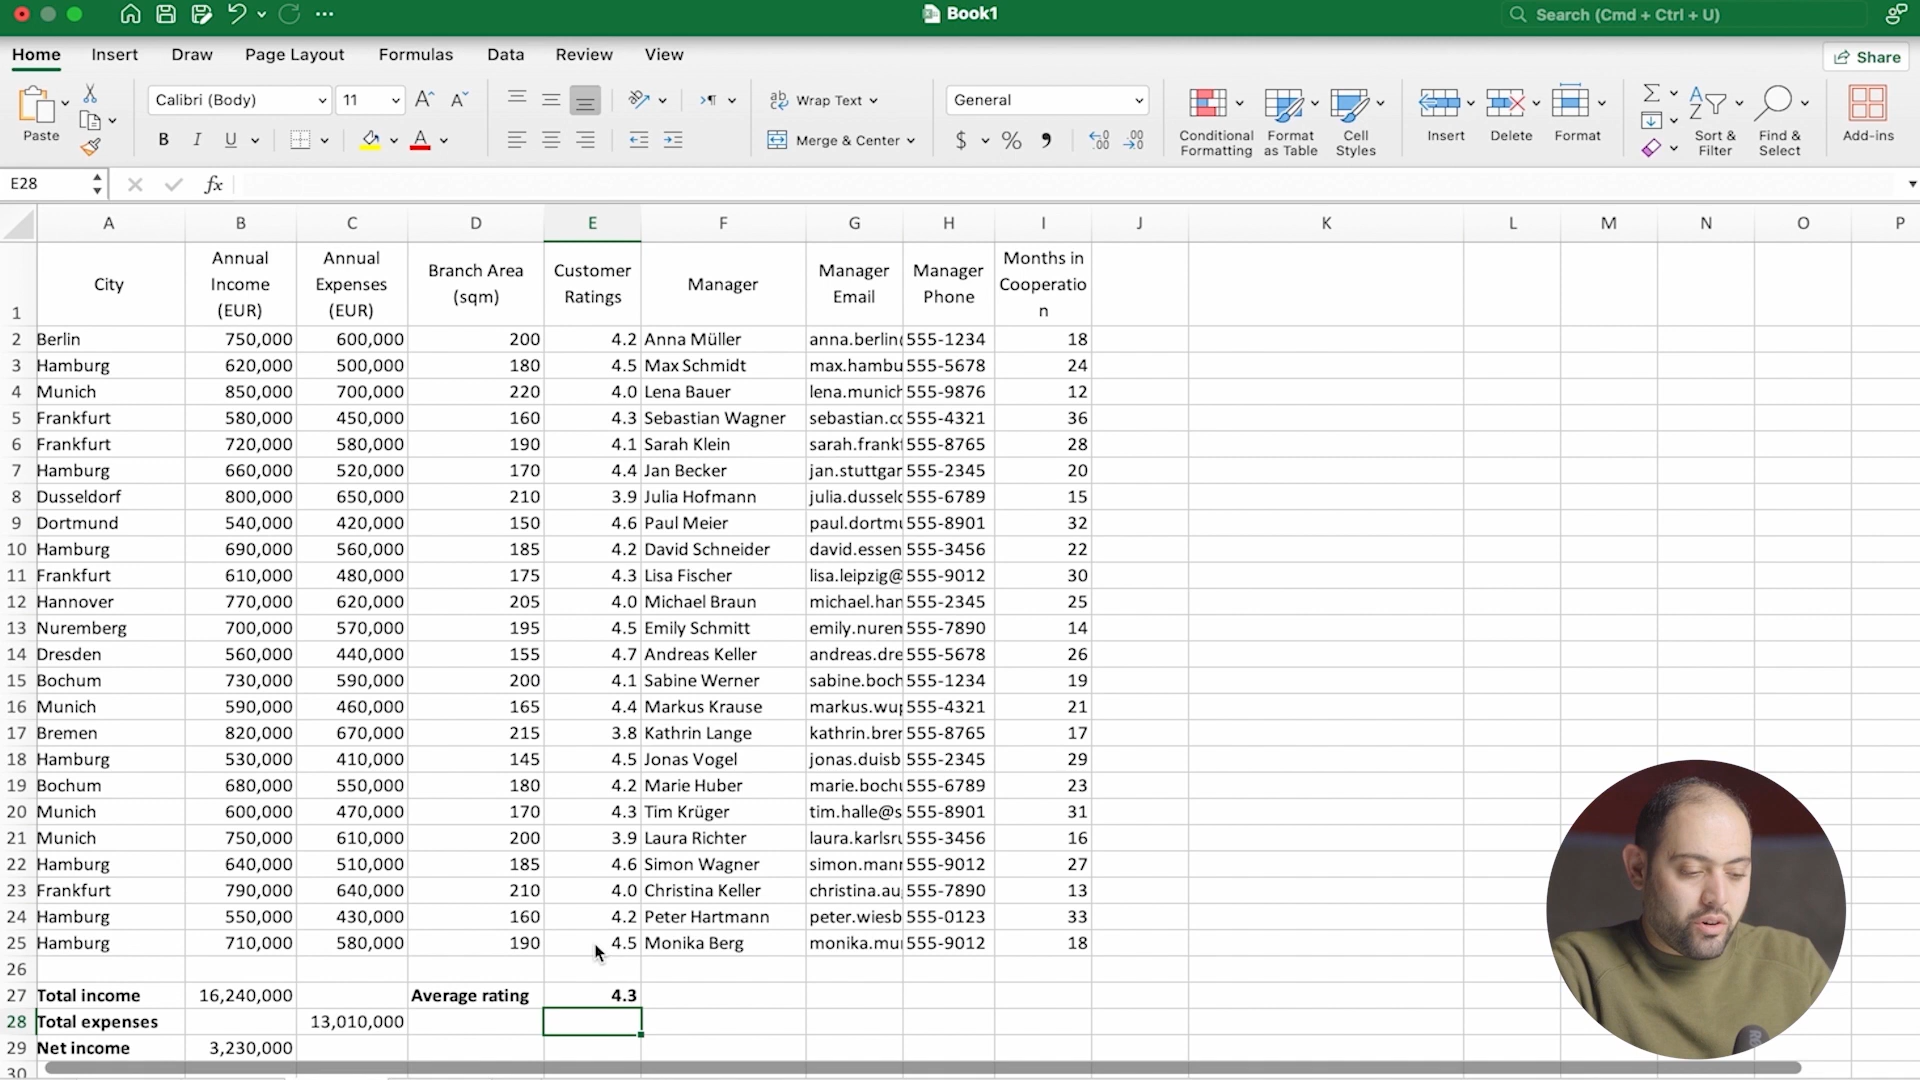 Book1
Search (Cmd + Ctrl + U)
Home Insert Draw Page Layout Formulas Data Review View
Share
Paste
Calibri (Body) 11
B I U
Wrap Text
Merge & Center
General
$ %
Conditional Formatting
Format as Table
Cell Styles
Insert Delete Format
Sort & Filter
Find & Select
Add-ins
E28 fx
A B C D E F G H I J K L M N O P
1 City Annual Income (EUR) Annual Expenses (EUR) Branch Area (sqm) Customer Ratings Manager Manager Email Manager Phone Months in Cooperatio n
2 Berlin 750,000 600,000 200 4.2 Anna Müller anna.berlin( 555-1234 18
3 Hamburg 620,000 500,000 180 4.5 Max Schmidt max.hambu 555-5678 24
4 Munich 850,000 700,000 220 4.0 Lena Bauer lena.munich 555-9876 12
5 Frankfurt 580,000 450,000 160 4.3 Sebastian Wagner sebastian.co 555-4321 36
6 Frankfurt 720,000 580,000 190 4.1 Sarah Klein sarah.frankf 555-8765 28
7 Hamburg 660,000 520,000 170 4.4 Jan Becker jan.stuttgar 555-2345 20
8 Dusseldorf 800,000 650,000 210 3.9 Julia Hofmann julia.dusseld 555-6789 15
9 Dortmund 540,000 420,000 150 4.6 Paul Meier paul.dortmu 555-8901 32
10 Hamburg 690,000 560,000 185 4.2 David Schneider david.essen 555-3456 22
11 Frankfurt 610,000 480,000 175 4.3 Lisa Fischer lisa.leipzig@ 555-9012 30
12 Hannover 770,000 620,000 205 4.0 Michael Braun michael.han 555-2345 25
13 Nuremberg 700,000 570,000 195 4.5 Emily Schmitt emily.nurem 555-7890 14
14 Dresden 560,000 440,000 155 4.7 Andreas Keller andreas.dre 555-5678 26
15 Bochum 730,000 590,000 200 4.1 Sabine Werner sabine.boch 555-1234 19
16 Munich 590,000 460,000 165 4.4 Markus Krause markus.wup 555-4321 21
17 Bremen 820,000 670,000 215 3.8 Kathrin Lange kathrin.brer 555-8765 17
18 Hamburg 530,000 410,000 145 4.5 Jonas Vogel jonas.duisb 555-2345 29
19 Bochum 680,000 550,000 180 4.2 Marie Huber marie.bochu 555-6789 23
20 Munich 600,000 470,000 170 4.3 Tim Krüger tim.halle@s 555-8901 31
21 Munich 750,000 610,000 200 3.9 Laura Richter laura.karlsru 555-3456 16
22 Hamburg 640,000 510,000 185 4.6 Simon Wagner simon.mann 555-9012 27
23 Frankfurt 790,000 640,000 210 4.0 Christina Keller christina.au 555-7890 13
24 Hamburg 550,000 430,000 160 4.2 Peter Hartmann peter.wiesb 555-0123 33
25 Hamburg 710,000 580,000 190 4.5 Monika Berg monika.mu 555-9012 18
26
27 Total income 16,240,000 Average rating 4.3
28 Total expenses 13,010,000
29 Net income 3,230,000
30